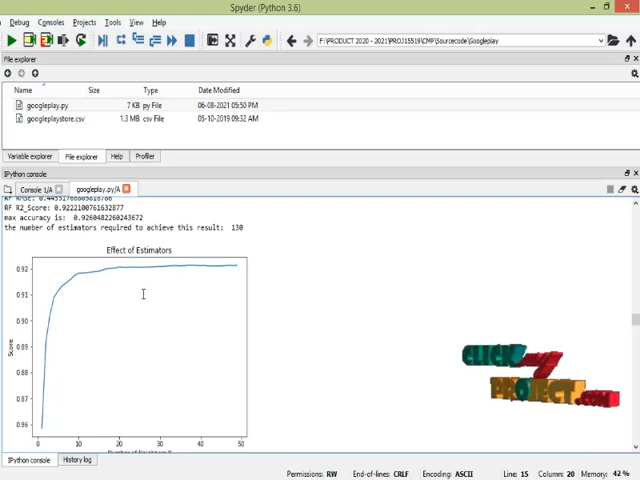 Spyder (Python 3.6)
Debug Consoles Projects Tools View Help
F:\PRODUCT 2020 - 2021\PROJ15519\CMP\Sourcecode\Googleplay
File explorer
Name Size Type Date Modified
googleplay.py 7 KB py File 06-08-2021 05:50 PM
googleplaystore.csv 1.3 MB csv File 05-10-2019 09:32 AM
Variable explorer File explorer Help Profiler
IPython console
Console 1/A googleplay.py/A
RF R2_Score: 0.9222100761632877
max accuracy is: 0.9260482260243672
the number of estimators required to achieve this result: 130
Effect of Estimators
0.92
0.91
0.90
0.89
0.88
0.87
0.86
Score
0 10 20 30 40 50
CLICK
MY
PROJECT.COM
IPython console History log
Permissions: RW End-of-lines: CRLF Encoding: ASCII Line: 15 Column: 20 Memory: 42 %